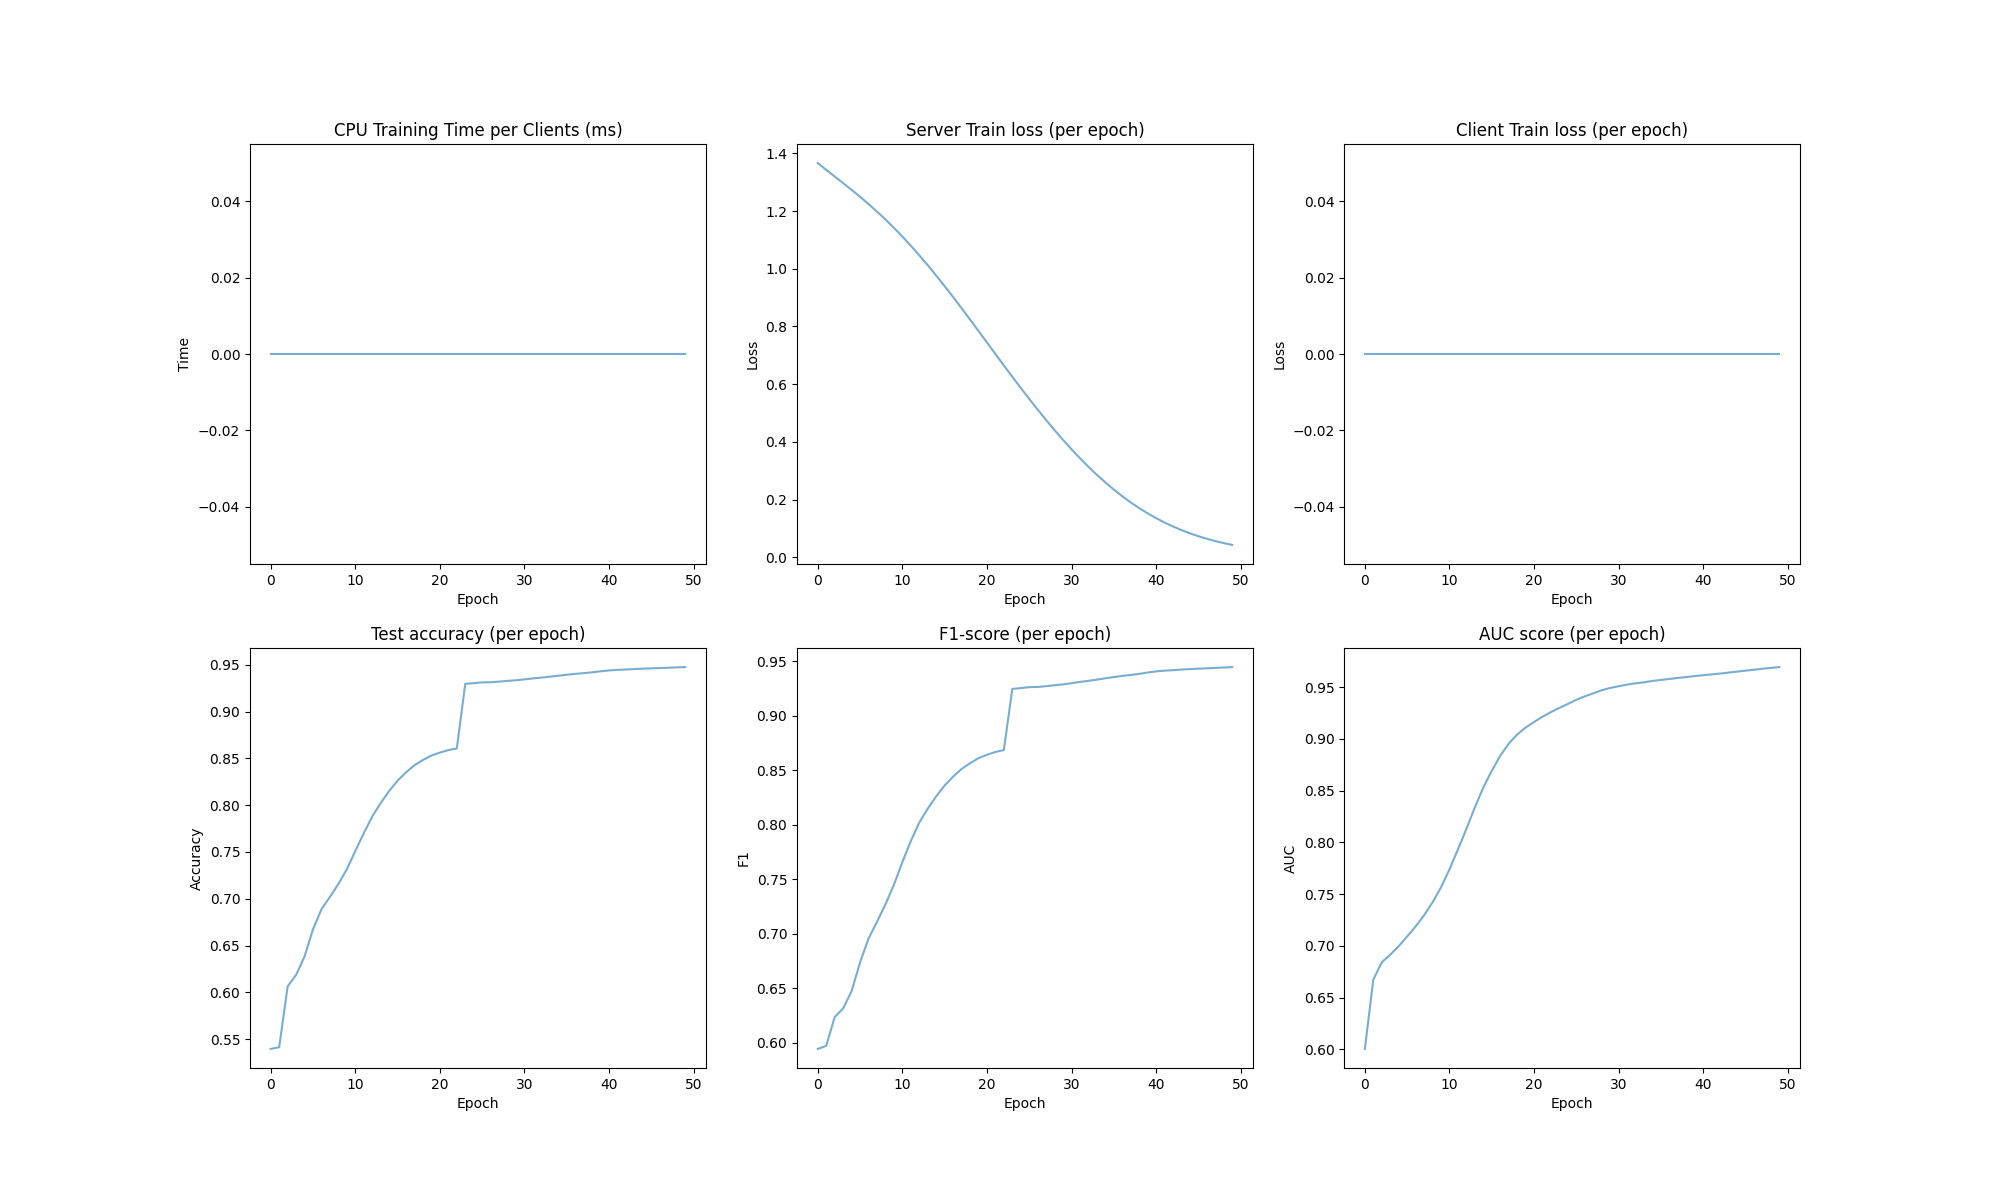 CPU Training Time per Clients (ms)
0.04
0.02
0.00
−0.02
−0.04
Time
0 10 20 30 40 50
Epoch
Server Train loss (per epoch)
1.4
1.2
1.0
0.8
0.6
0.4
0.2
0.0
Loss
0 10 20 30 40 50
Epoch
Client Train loss (per epoch)
0.04
0.02
0.00
−0.02
−0.04
Loss
0 10 20 30 40 50
Epoch
Test accuracy (per epoch)
0.95
0.90
0.85
0.80
0.75
0.70
0.65
0.60
0.55
Accuracy
0 10 20 30 40 50
Epoch
F1-score (per epoch)
0.95
0.90
0.85
0.80
0.75
0.70
0.65
0.60
F1
0 10 20 30 40 50
Epoch
AUC score (per epoch)
0.95
0.90
0.85
0.80
0.75
0.70
0.65
0.60
AUC
0 10 20 30 40 50
Epoch